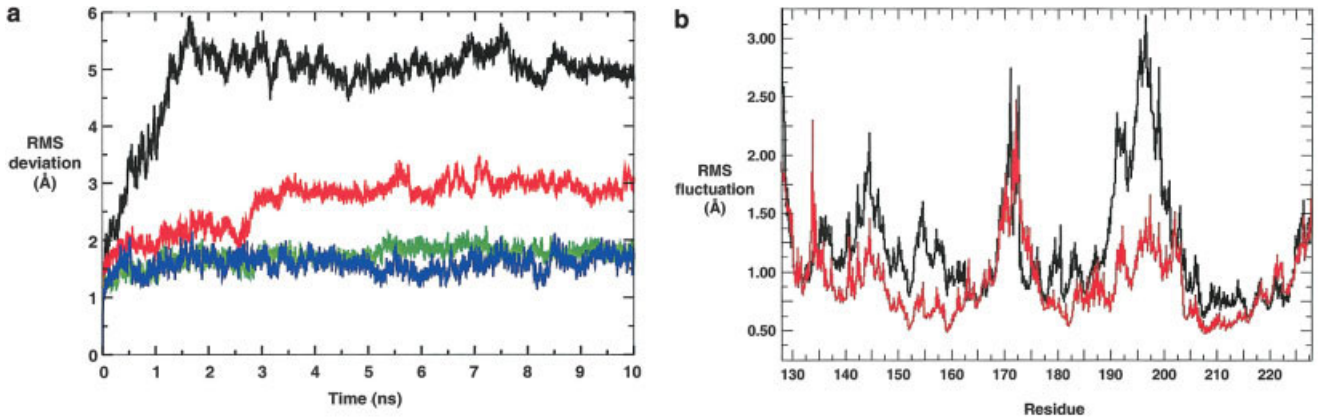 a
6
5
4
3
2
1
0
RMS
deviation
(Å)
0 1 2 3 4 5 6 7 8 9 10
Time (ns)
b
3.00
2.50
2.00
1.50
1.00
0.50
RMS
fluctuation
(Å)
130 140 150 160 170 180 190 200 210 220
Residue